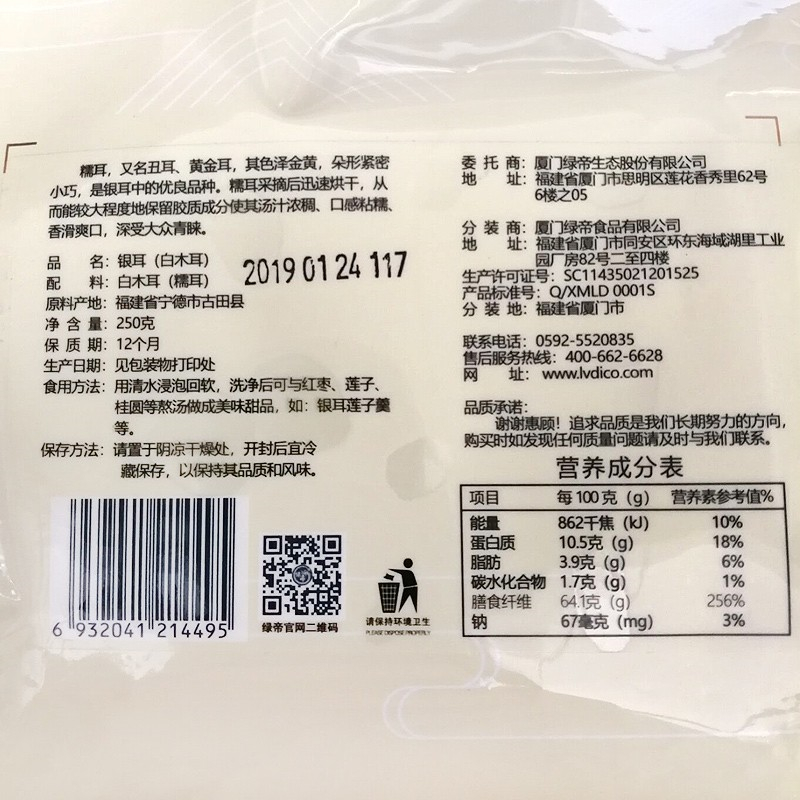 糯耳，又名丑耳、黄金耳，其色泽金黄，朵形紧密
小巧，是银耳中的优良品种。糯耳采摘后迅速烘干，从
而能较大程度地保留胶质成分使其汤汁浓稠、口感粘糯、
香滑爽口，深受大众青睐。
品 名：银耳（白木耳）
配 料：白木耳（糯耳）
2019 01 24 117
原料产地：福建省宁德市古田县
净 含 量：250克
保 质 期：12个月
生产日期：见包装物打印处
食用方法：用清水浸泡回软，洗净后可与红枣、莲子、
桂圆等熬汤做成美味甜品，如：银耳莲子羹
等。
保存方法：请置于阴凉干燥处，开封后宜冷
藏保存，以保持其品质和风味。
6 932041 214495
绿帝官网二维码
请保持环境卫生
PLEASE DISPOSE PROPERLY
委 托 商：厦门绿帝生态股份有限公司
地 址：福建省厦门市思明区莲花香秀里62号
6楼之05
分 装 商：厦门绿帝食品有限公司
地 址：福建省厦门市同安区环东海域湖里工业
园厂房82号二至四楼
生产许可证号：SC11435021201525
产品标准号：Q/XMLD 0001S
分 装 地：福建省厦门市
联系电话：0592-5520835
售后服务热线：400-662-6628
网 址：www.lvdico.com
品质承诺：
谢谢惠顾！追求品质是我们长期努力的方向，
购买时如发现任何质量问题请及时与我们联系。
营养成分表
项目 每100克（g） 营养素参考值%
能量 862千焦（kJ） 10%
蛋白质 10.5克（g） 18%
脂肪 3.9克（g） 6%
碳水化合物 1.7克（g） 1%
膳食纤维 64.1克（g） 256%
钠 67毫克（mg） 3%